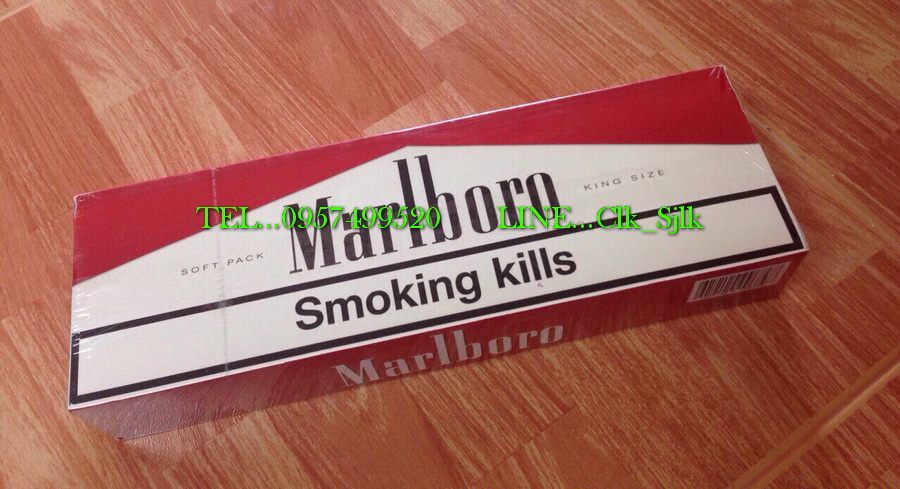 KING SIZE
Marlboro
TEL...0957499520 LINE...Clk_Sjlk
SOFT PACK
Smoking kills
Marlboro